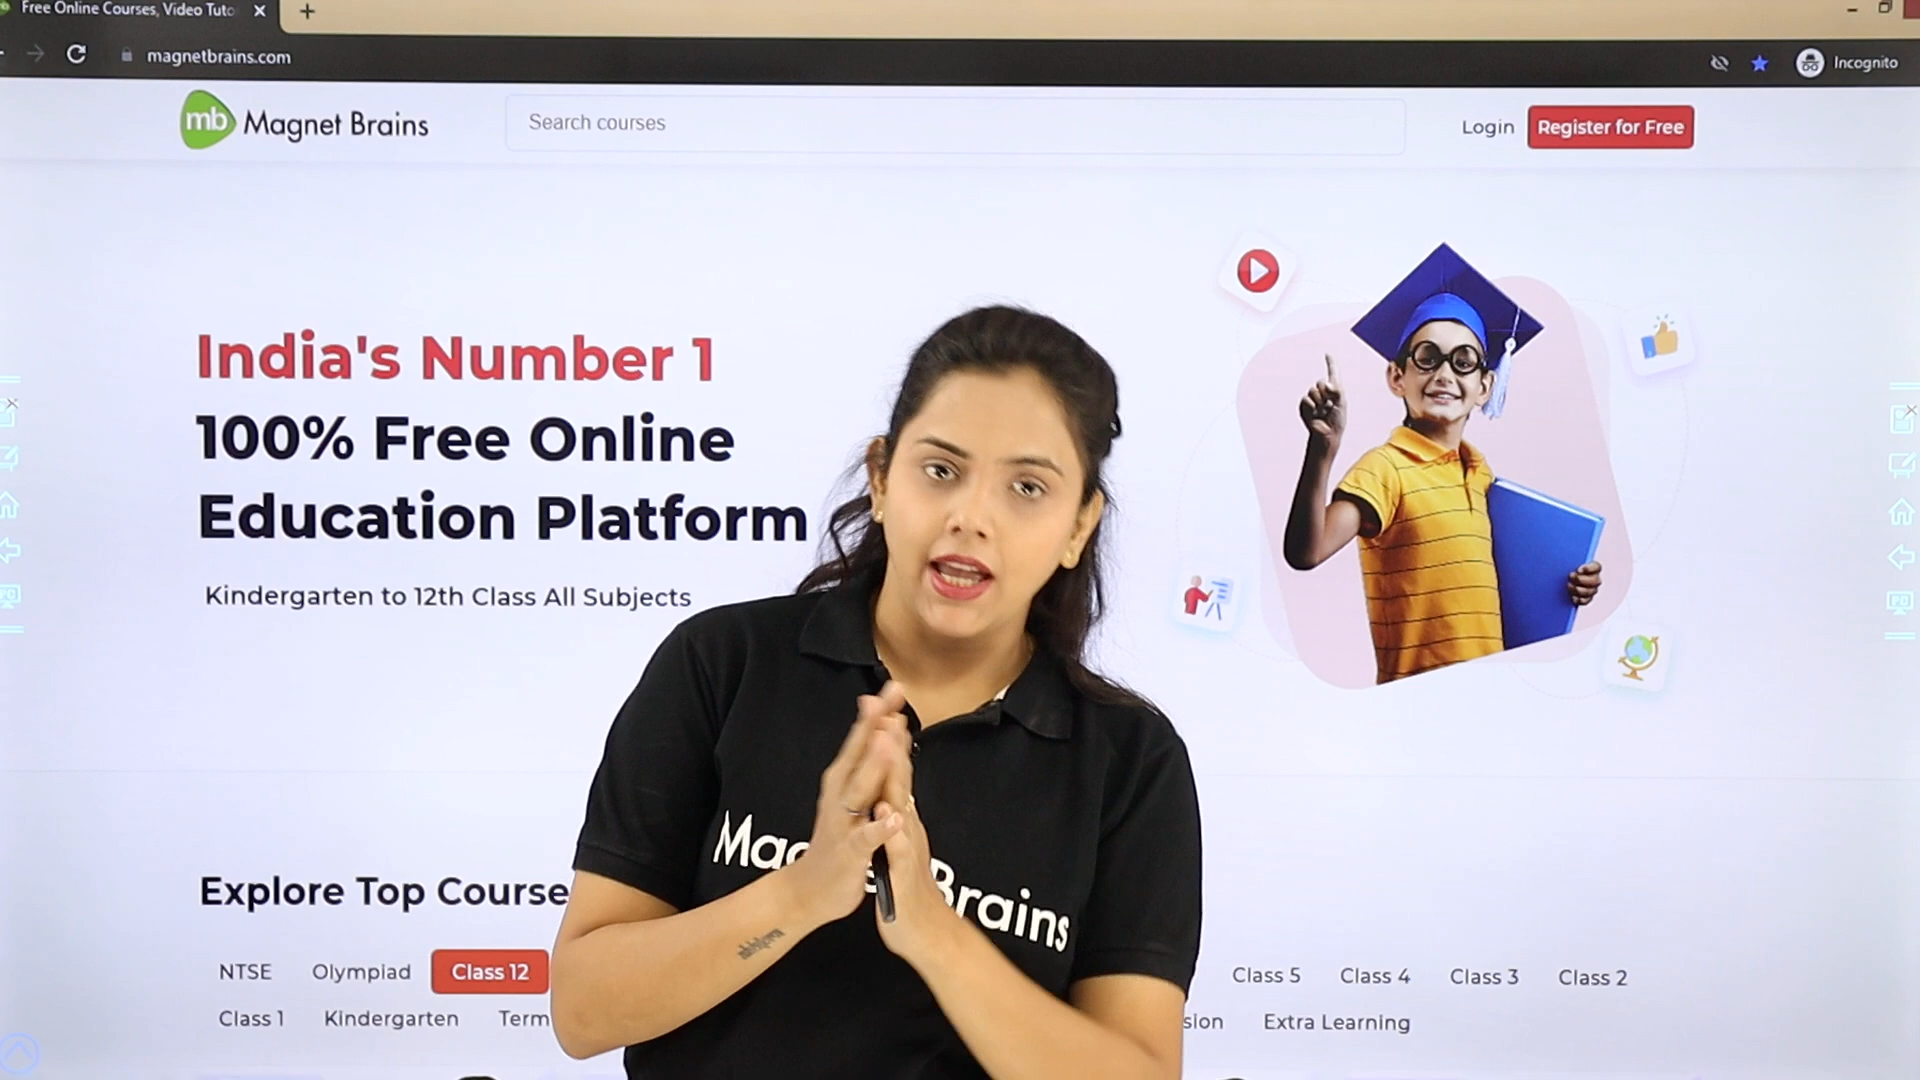 Free Online Courses, Video Tuto
magnetbrains.com
Incognito
mb Magnet Brains
Search courses
Login
Register for Free
India's Number 1
100% Free Online
Education Platform
Kindergarten to 12th Class All Subjects
Brains
Explore Top Course
NTSE Olympiad Class 12 Class 5 Class 4 Class 3 Class 2
Class 1 Kindergarten Term sion Extra Learning